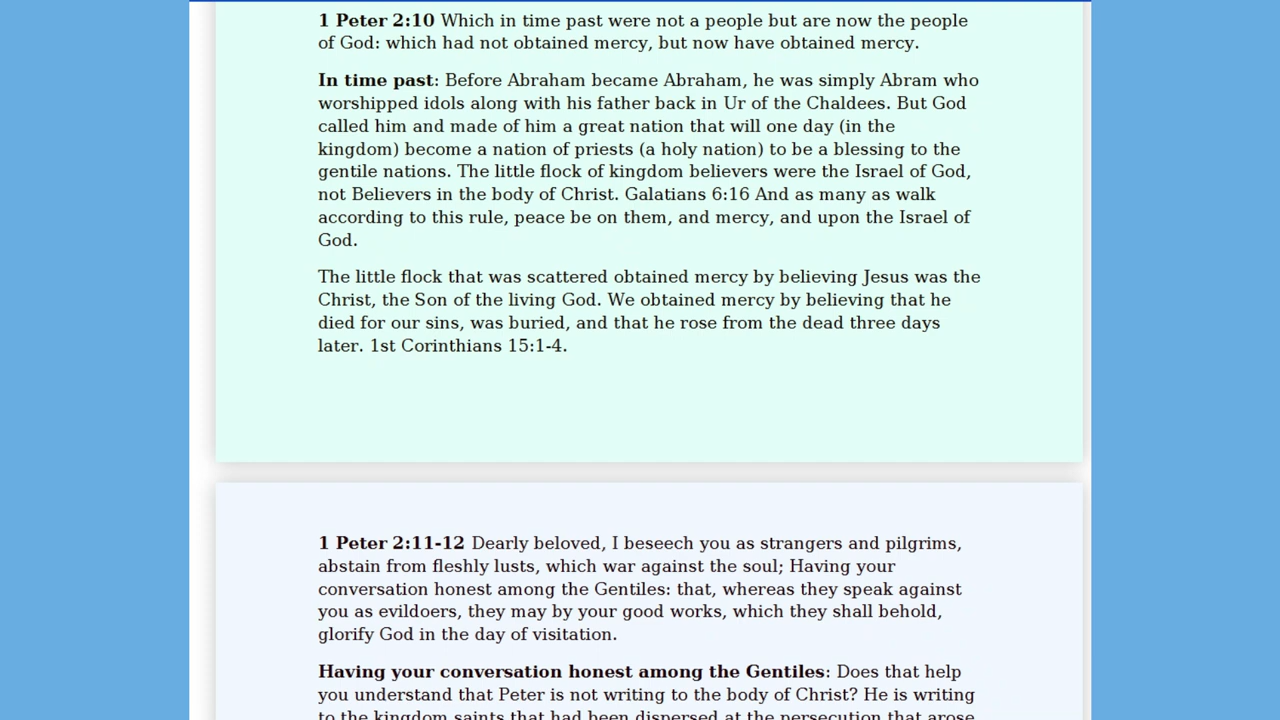 1 Peter 2:10 Which in time past were not a people but are now the people
of God: which had not obtained mercy, but now have obtained mercy.
In time past: Before Abraham became Abraham, he was simply Abram who
worshipped idols along with his father back in Ur of the Chaldees. But God
called him and made of him a great nation that will one day (in the
kingdom) become a nation of priests (a holy nation) to be a blessing to the
gentile nations. The little flock of kingdom believers were the Israel of God,
not Believers in the body of Christ. Galatians 6:16 And as many as walk
according to this rule, peace be on them, and mercy, and upon the Israel of
God.
The little flock that was scattered obtained mercy by believing Jesus was the
Christ, the Son of the living God. We obtained mercy by believing that he
died for our sins, was buried, and that he rose from the dead three days
later. 1st Corinthians 15:1-4.
1 Peter 2:11-12 Dearly beloved, I beseech you as strangers and pilgrims,
abstain from fleshly lusts, which war against the soul; Having your
conversation honest among the Gentiles: that, whereas they speak against
you as evildoers, they may by your good works, which they shall behold,
glorify God in the day of visitation.
Having your conversation honest among the Gentiles: Does that help
you understand that Peter is not writing to the body of Christ? He is writing
to the kingdom saints that had been dispersed at the persecution that arose